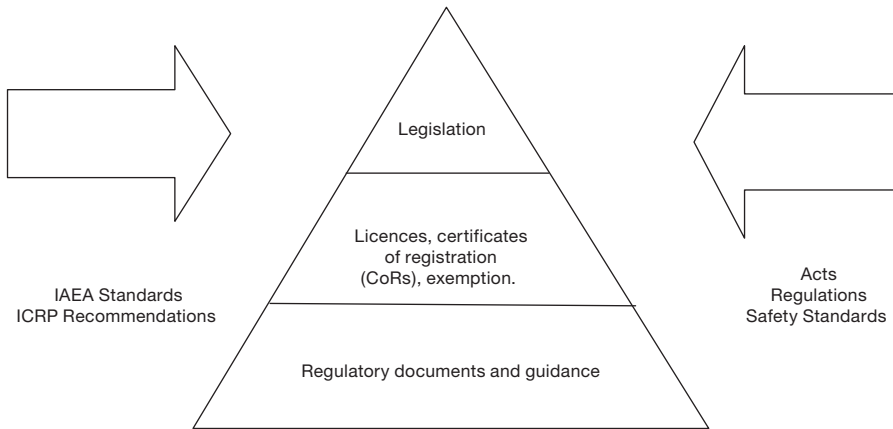 Legislation
Licences, certificates
of registration
(CoRs), exemption.
IAEA Standards
ICRP Recommendations
Acts
Regulations
Safety Standards
Regulatory documents and guidance